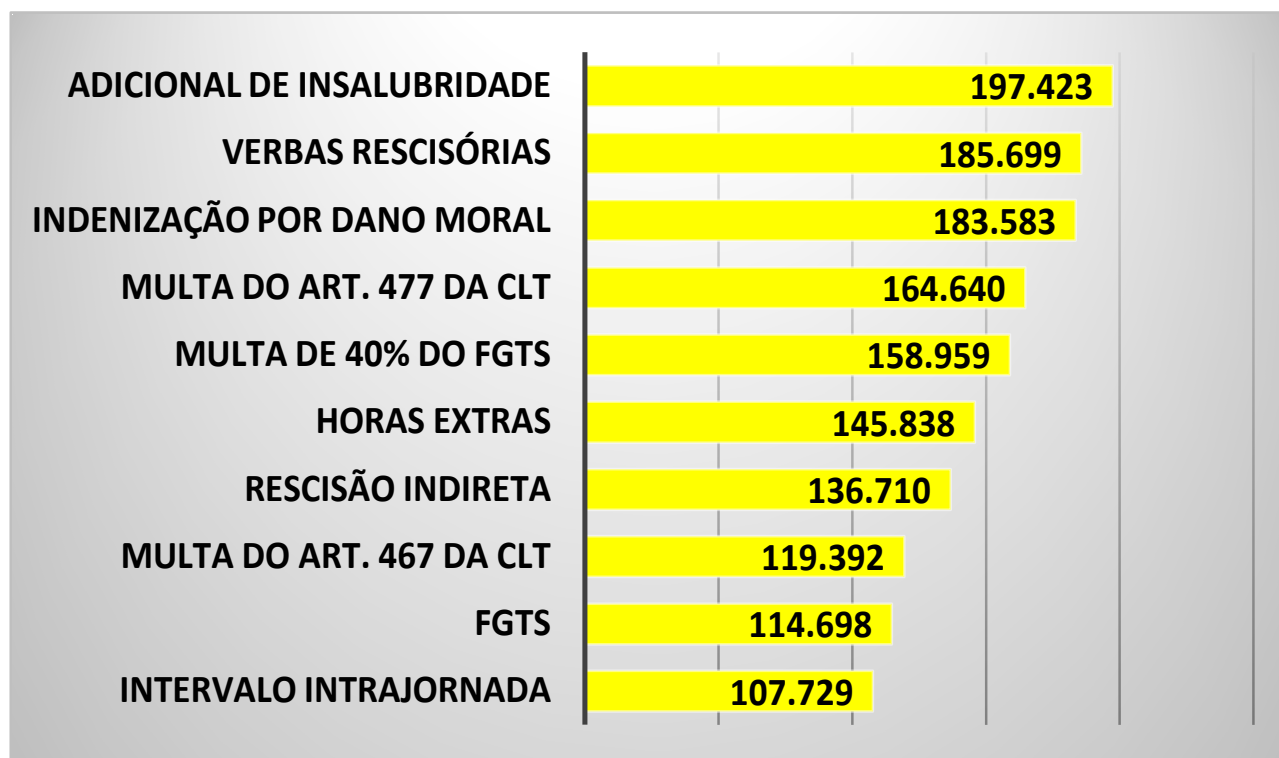 ADICIONAL DE INSALUBRIDADE 197.423
VERBAS RESCISÓRIAS 185.699
INDENIZAÇÃO POR DANO MORAL 183.583
MULTA DO ART. 477 DA CLT 164.640
MULTA DE 40% DO FGTS 158.959
HORAS EXTRAS 145.838
RESCISÃO INDIRETA 136.710
MULTA DO ART. 467 DA CLT 119.392
FGTS 114.698
INTERVALO INTRAJORNADA 107.729